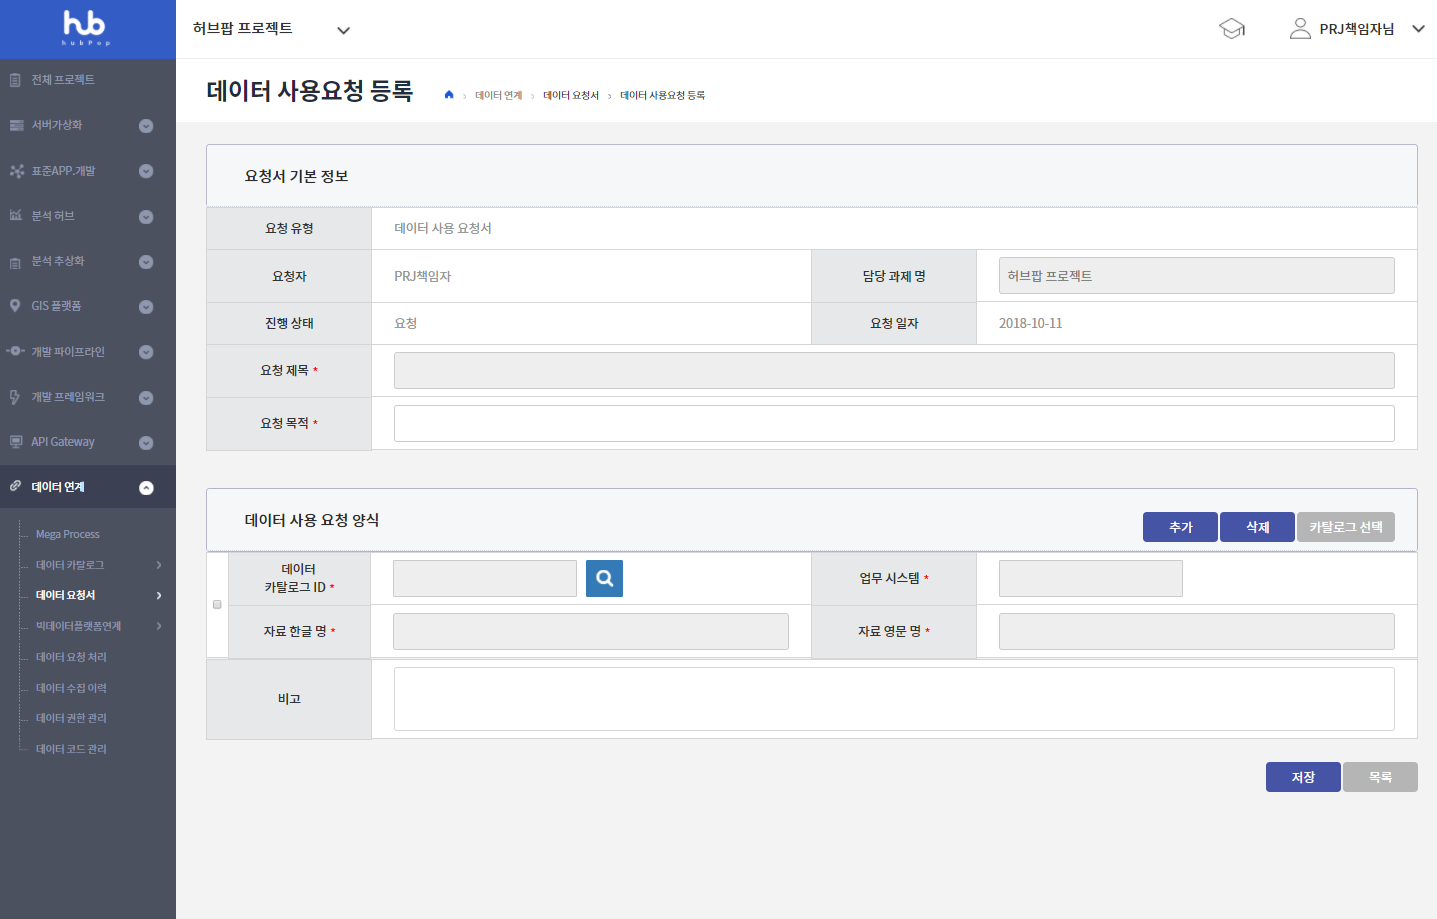 hub
hubPop
허브팝 프로젝트
PRJ책임자님
전체 프로젝트
서버가상화
표준APP.개발
분석 허브
분석 추상화
GIS 플랫폼
개발 파이프라인
개발 프레임워크
API Gateway
데이터 연계
Mega Process
데이터 카탈로그
데이터 요청서
빅데이터플랫폼연계
데이터 요청 처리
데이터 수집 이력
데이터 권한 관리
데이터 코드 관리
데이터 사용요청 등록
데이터 연계 > 데이터 요청서 > 데이터 사용요청 등록
요청서 기본 정보
요청 유형 데이터 사용 요청서
요청자 PRJ책임자 담당 과제 명 허브팝 프로젝트
진행 상태 요청 요청 일자 2018-10-11
요청 제목 *
요청 목적 *
데이터 사용 요청 양식 추가 삭제 카탈로그 선택
데이터
카탈로그 ID * 업무 시스템 *
자료 한글 명 * 자료 영문 명 *
비고
저장 목록